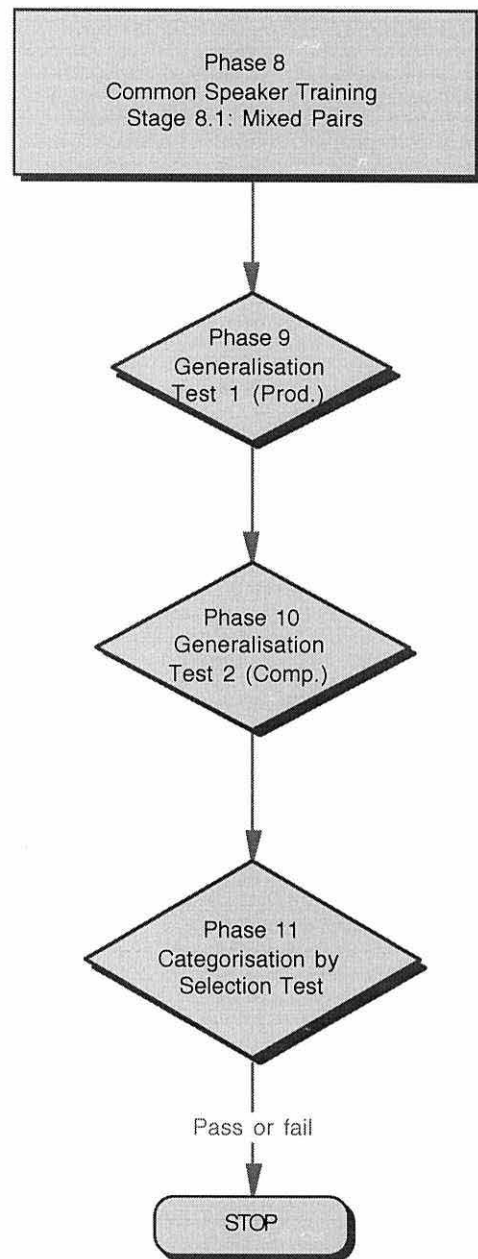 Phase 8
Common Speaker Training
Stage 8.1: Mixed Pairs
Phase 9
Generalisation
Test 1 (Prod.)
Phase 10
Generalisation
Test 2 (Comp.)
Phase 11
Categorisation by
Selection Test
Pass or fail
STOP